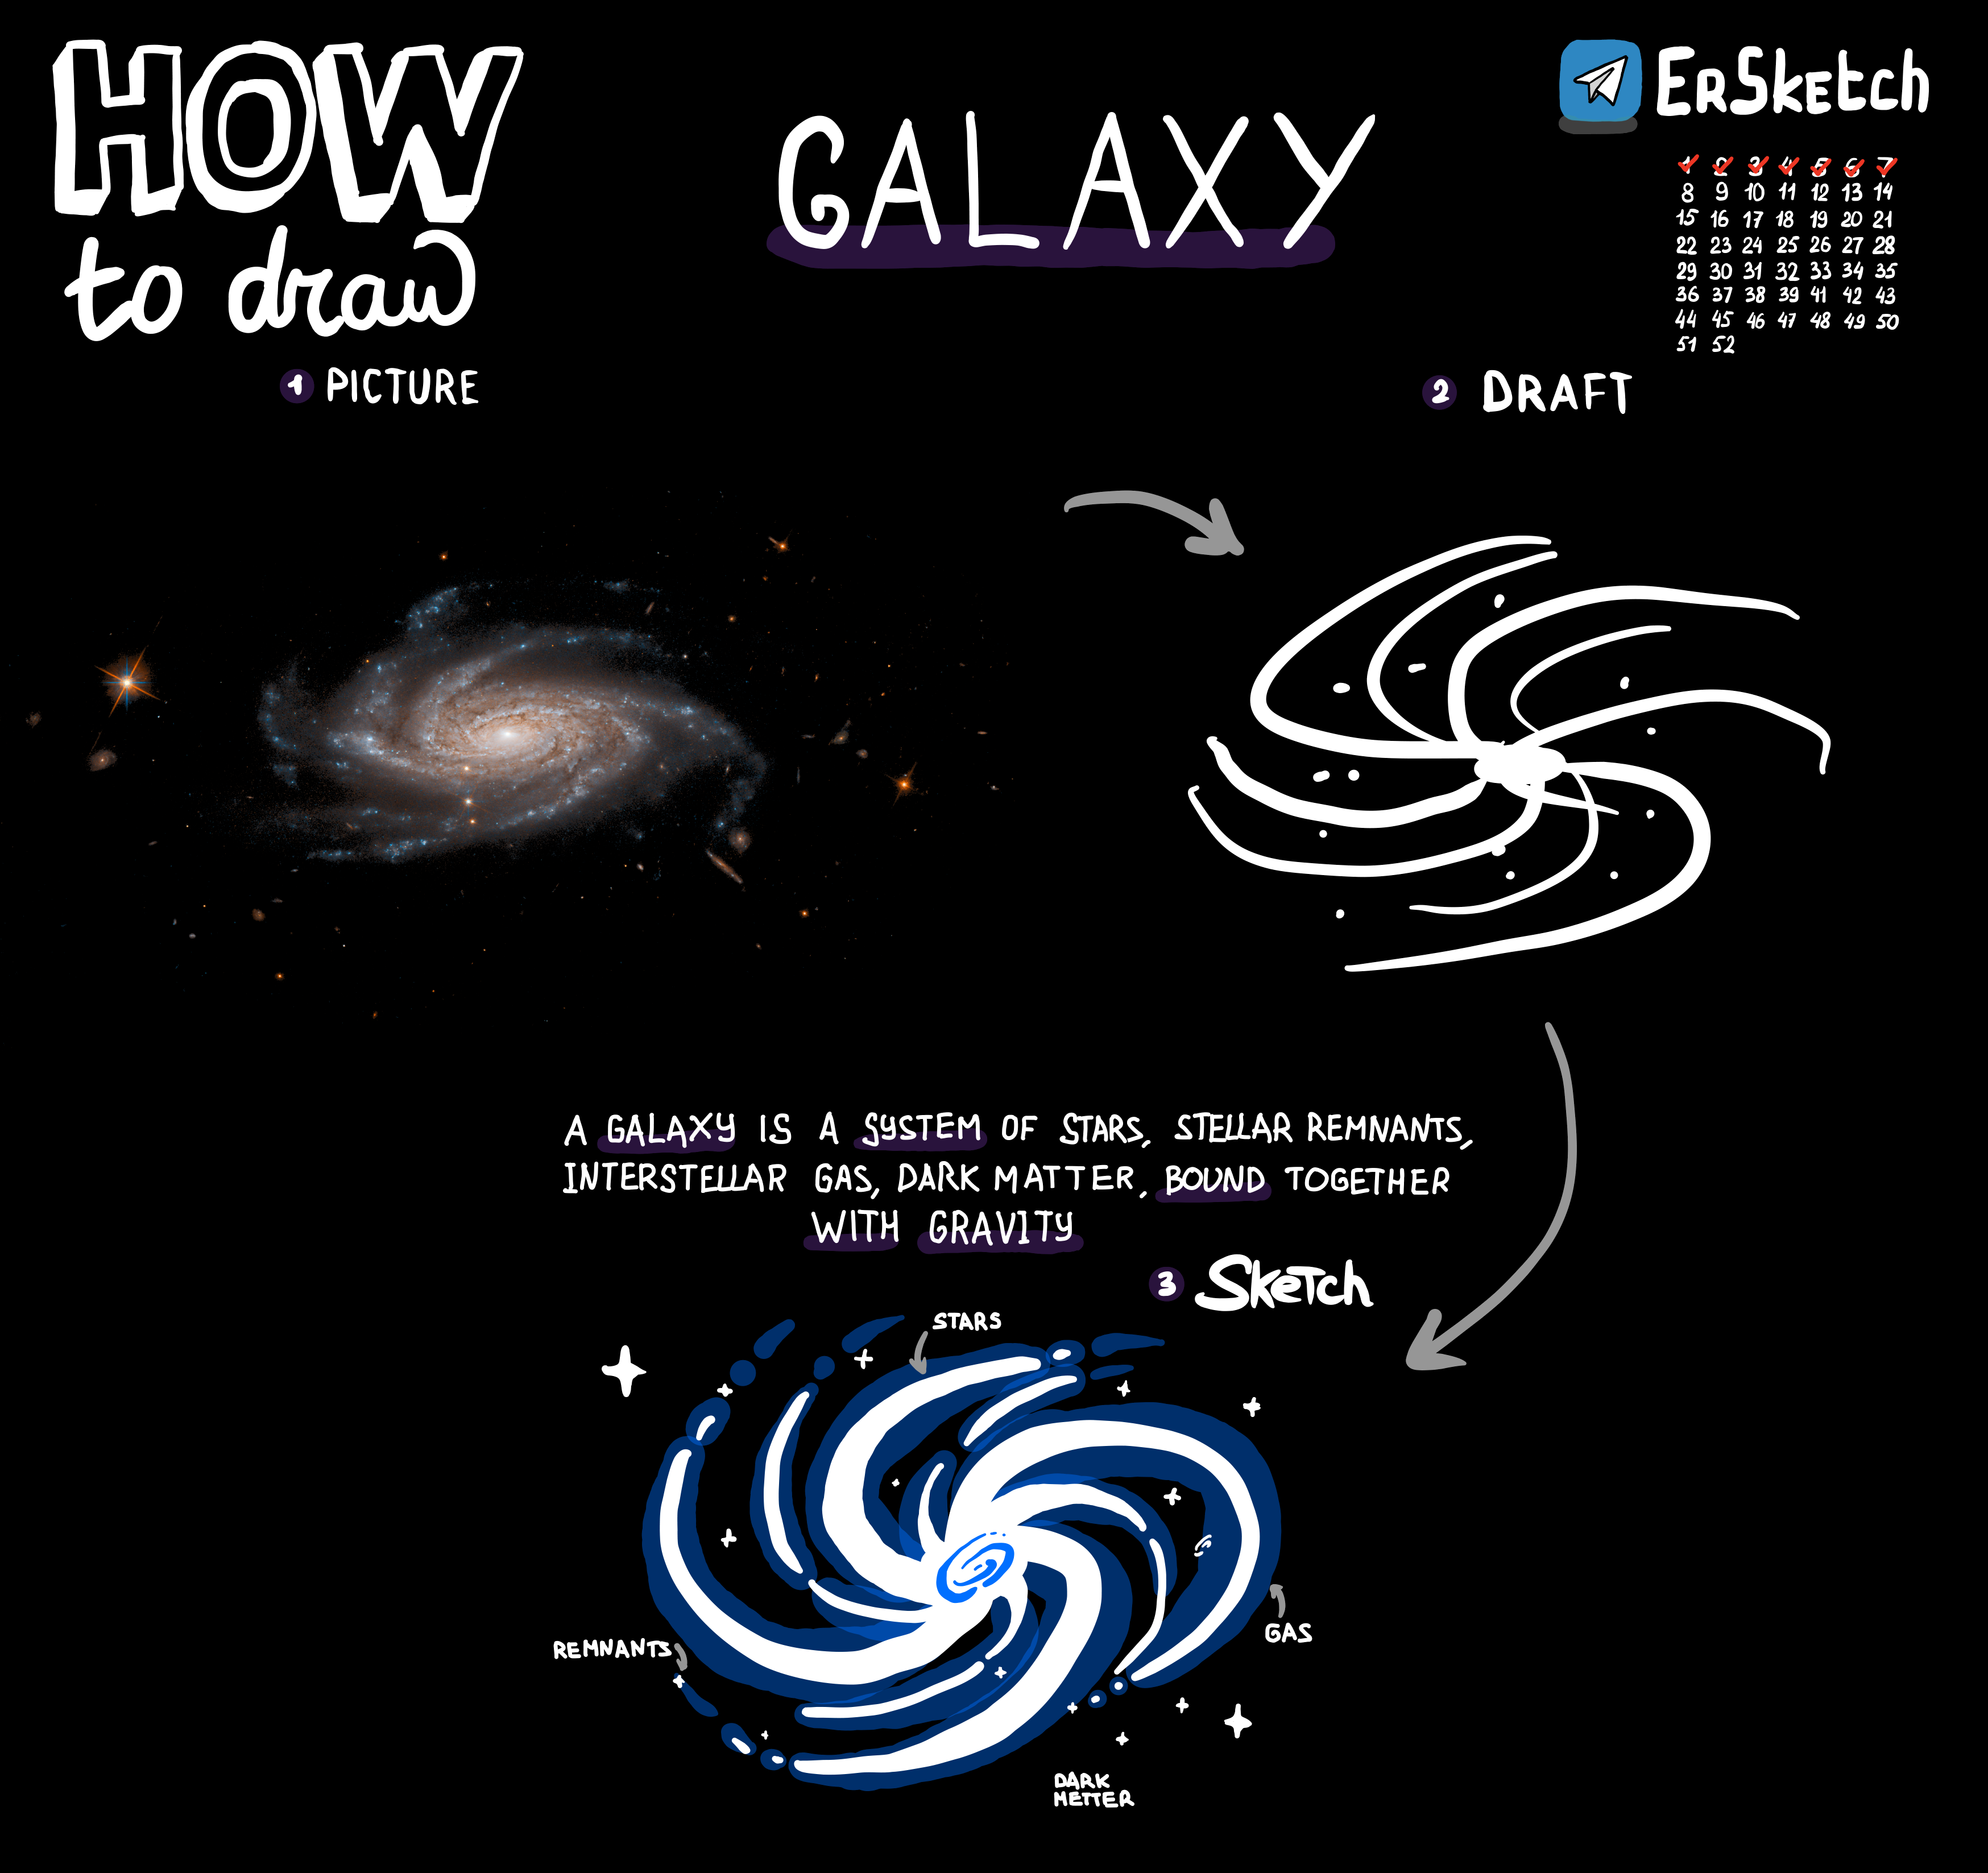 HOW
to draw
GALAXY
ERSketch
1 2 3 4 5 6 7
8 9 10 11 12 13 14
15 16 17 18 19 20 21
22 23 24 25 26 27 28
29 30 31 32 33 34 35
36 37 38 39 41 42 43
44 45 46 47 48 49 50
51 52
1 PICTURE
2 DRAFT
A GALAXY IS A SYSTEM OF STARS, STELLAR REMNANTS,
INTERSTELLAR GAS, DARK MATTER, BOUND TOGETHER
WITH GRAVITY
3 Sketch
STARS
GAS
REMNANTS
DARK
METTER